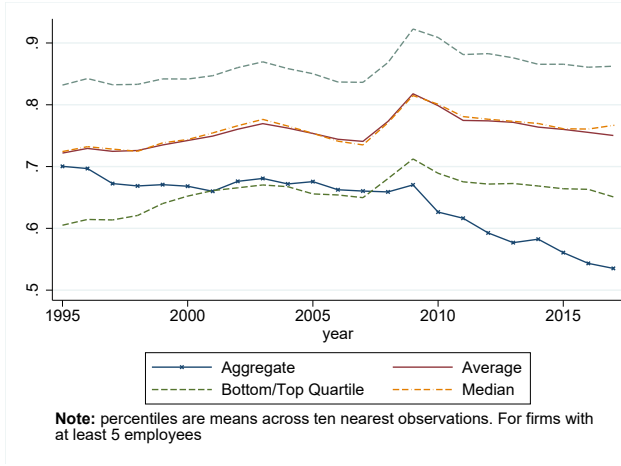 .9
.8
.7
.6
.5
1995 2000 2005 2010 2015
year
Aggregate Average
Bottom/Top Quartile Median
Note: percentiles are means across ten nearest observations. For firms with
at least 5 employees